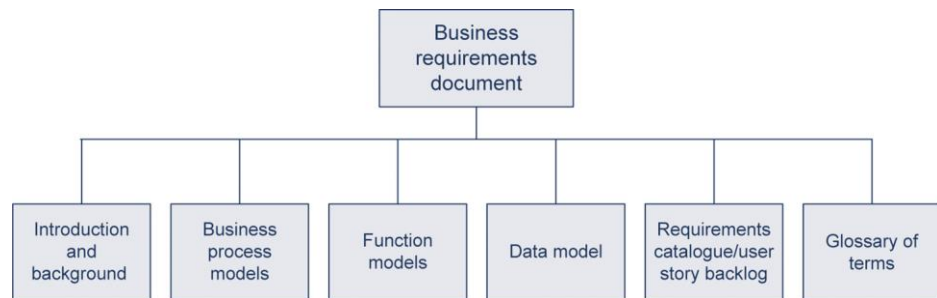 Business
requirements
document
Introduction
and
background
Business
process
models
Function
models
Data model
Requirements
catalogue/user
story backlog
Glossary of
terms